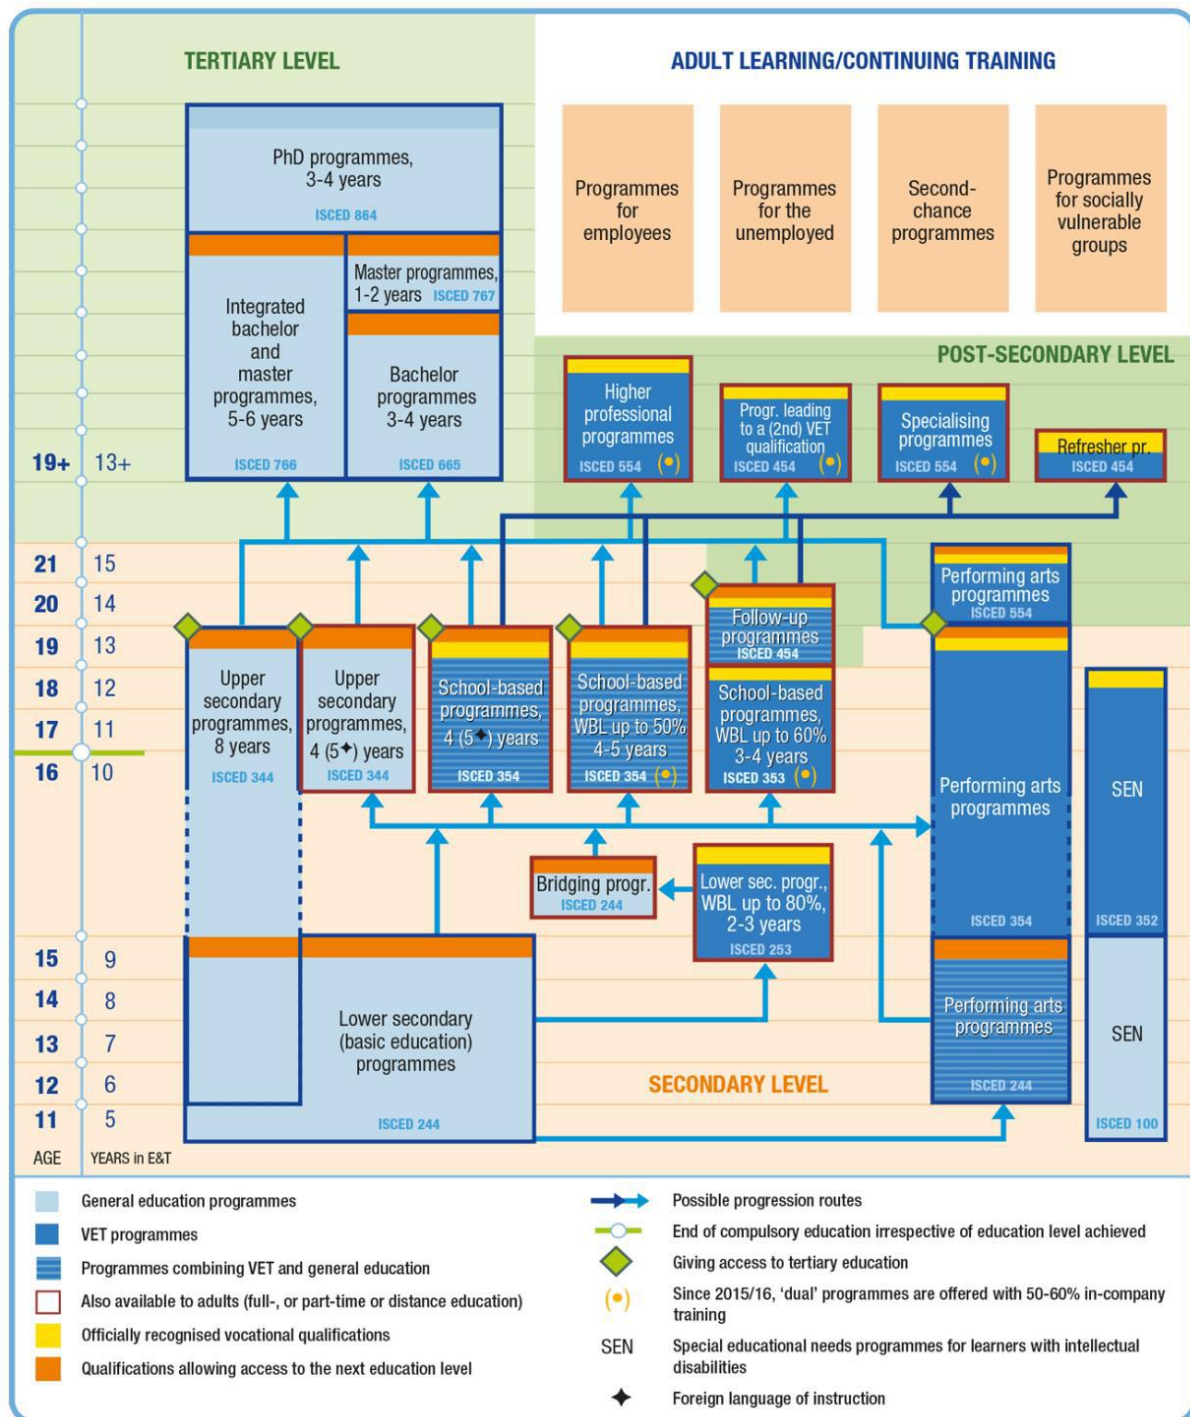 TERTIARY LEVEL
ADULT LEARNING/CONTINUING TRAINING
PhD programmes,
3-4 years
ISCED 864
Master programmes,
1-2 years ISCED 767
Integrated
bachelor
and
master
programmes,
5-6 years
ISCED 766
Bachelor
programmes
3-4 years
ISCED 665
Programmes
for
employees
Programmes
for the
unemployed
Second-
chance
programmes
Programmes
for socially
vulnerable
groups
POST-SECONDARY LEVEL
Higher
professional
programmes
ISCED 554 (•)
Progr. leading
to a (2nd) VET
qualification
ISCED 454 (•)
Specialising
programmes
ISCED 554 (•)
Refresher pr.
ISCED 454
19+ 13+
21 15
20 14
19 13
18 12
17 11
16 10
15 9
14 8
13 7
12 6
11 5
AGE YEARS in E&T
Upper
secondary
programmes,
8 years
ISCED 344
Upper
secondary
programmes,
4 (5✦) years
ISCED 344
School-based
programmes,
4 (5✦) years
ISCED 354
School-based
programmes,
WBL up to 50%
4-5 years
ISCED 354 (•)
Follow-up
programmes
ISCED 454
School-based
programmes,
WBL up to 60%
3-4 years
ISCED 353 (•)
Performing arts
programmes
ISCED 554
Performing arts
programmes
ISCED 354
Performing arts
programmes
ISCED 244
SEN
ISCED 352
SEN
ISCED 100
Bridging progr.
ISCED 244
Lower sec. progr.,
WBL up to 80%,
2-3 years
ISCED 253
Lower secondary
(basic education)
programmes
ISCED 244
SECONDARY LEVEL
General education programmes
VET programmes
Programmes combining VET and general education
Also available to adults (full-, or part-time or distance education)
Officially recognised vocational qualifications
Qualifications allowing access to the next education level
Possible progression routes
End of compulsory education irrespective of education level achieved
Giving access to tertiary education
(•) Since 2015/16, ‘dual’ programmes are offered with 50-60% in-company
training
SEN Special educational needs programmes for learners with intellectual
disabilities
✦ Foreign language of instruction